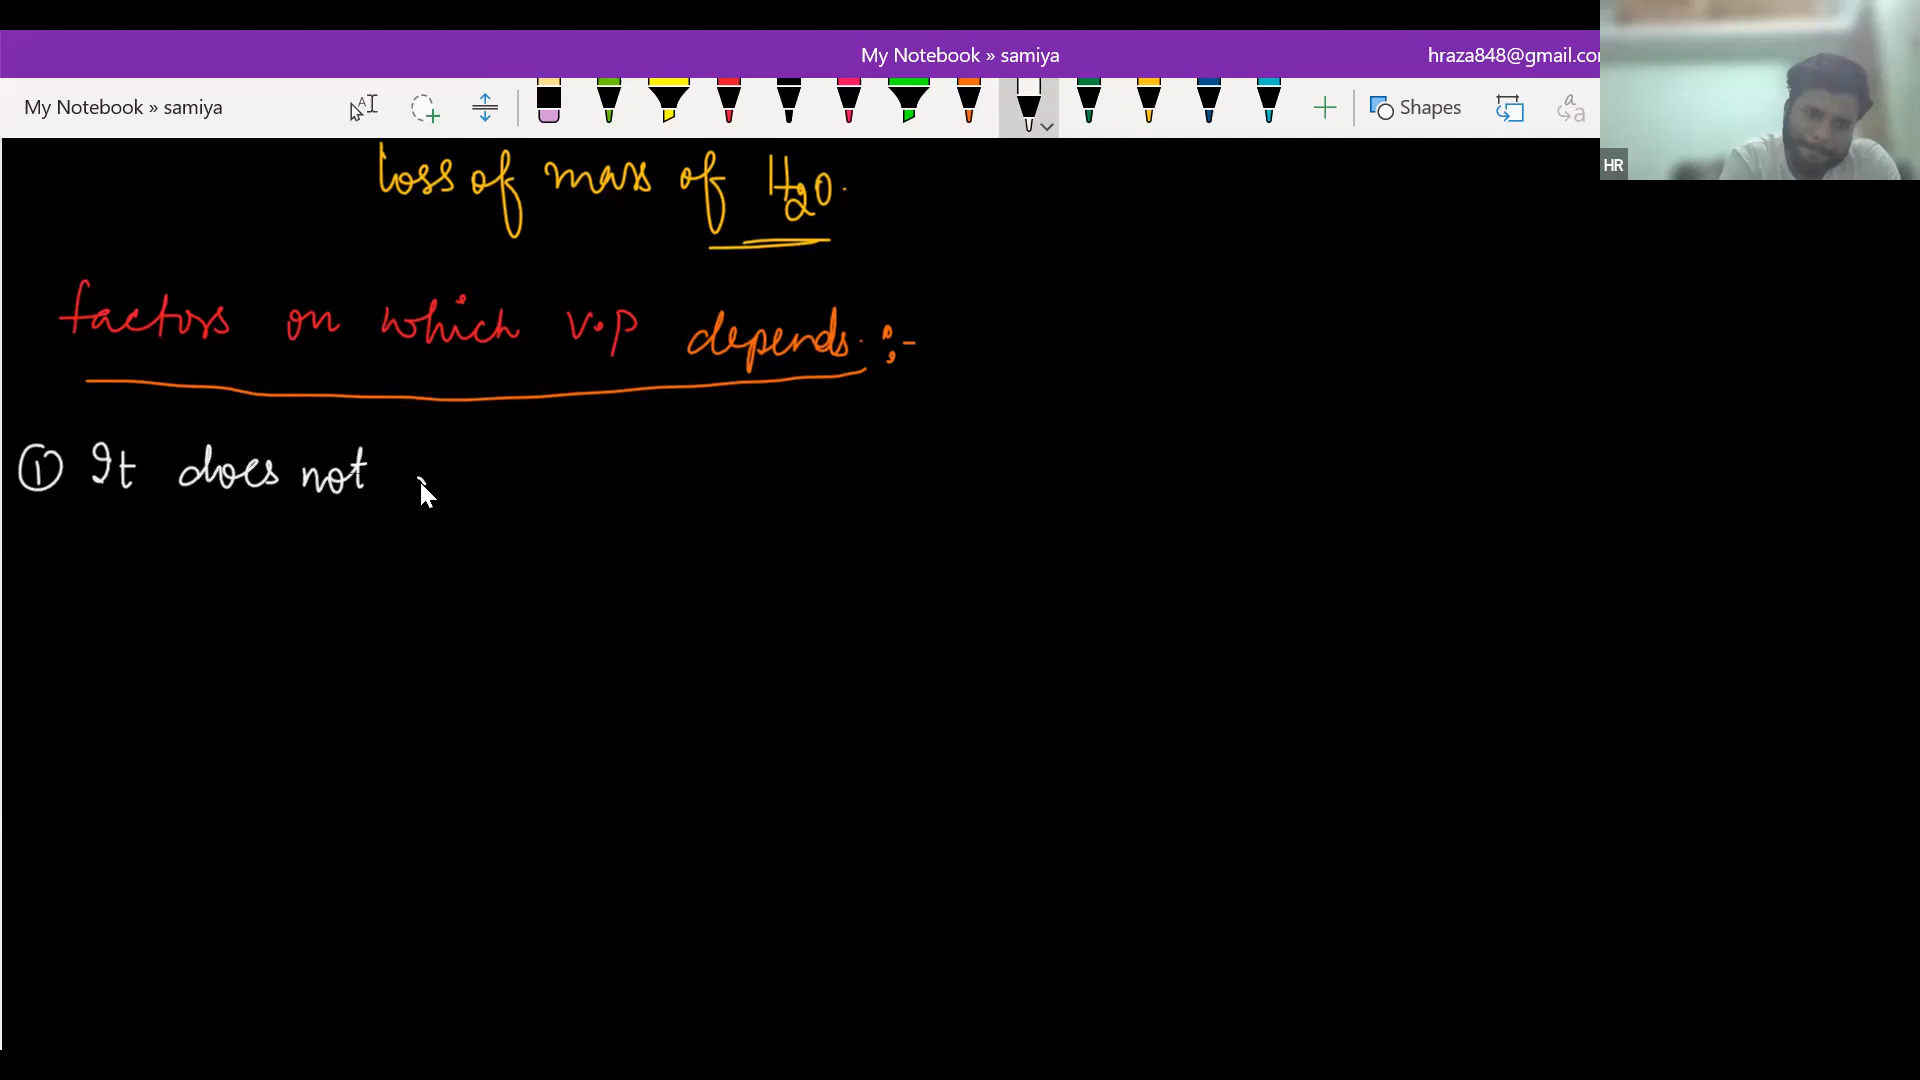 My Notebook » samiya
hraza848@gmail.co
My Notebook » samiya
Shapes
HR
loss of mass of H2O.
factors on which v.p depends. :-
① It does not